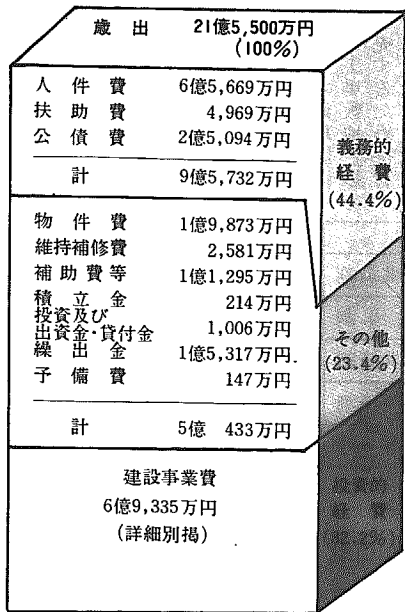 歳出 21億5,500万円
(100%)
人件費 6億5,669万円
扶助費 4,969万円
公債費 2億5,094万円
計 9億5,732万円
義務的
経費
(44.4%)
物件費 1億9,873万円
維持補修費 2,581万円
補助費等 1億1,295万円
積立金 214万円
投資及び
出資金・貸付金 1,006万円
繰出金 1億5,317万円
予備費 147万円
計 5億 433万円
その他
(23.4%)
建設事業費
6億9,335万円
(詳細別掲)
投資的
経費